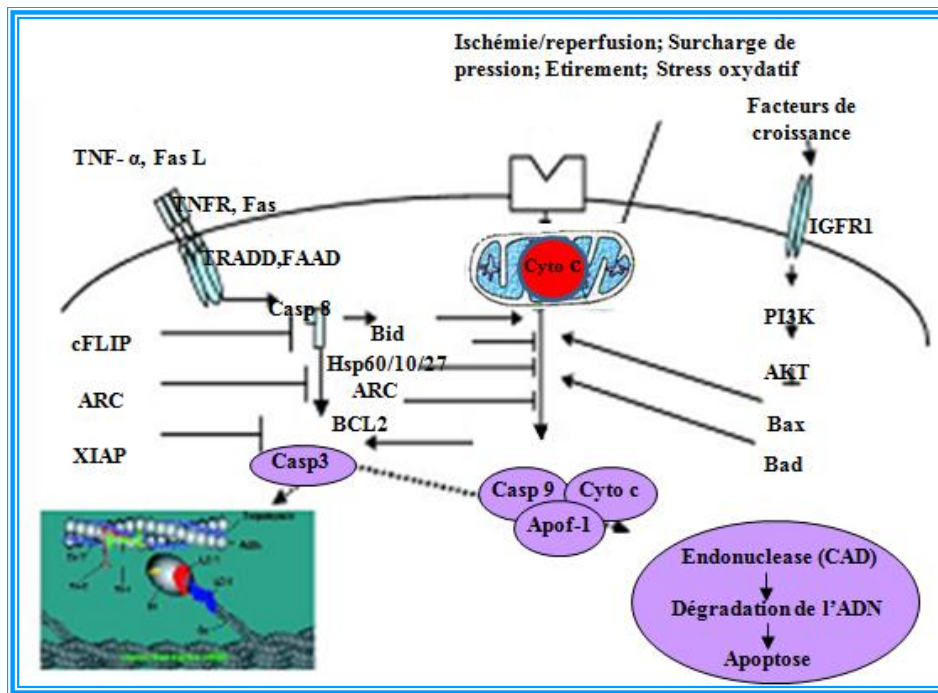 Ischémie/reperfusion; Surcharge de
pression; Etirement; Stress oxydatif
Facteurs de
croissance
TNF- α, Fas L
TNFR, Fas
IGFR1
TRADD,FAAD
Cyto c
Casp 8
PI3K
cFLIP
Bid
Hsp60/10/27
AKT
ARC
ARC
BCL2
Bax
XIAP
Bad
Casp3
Casp 9
Cyto c
Apof-1
Endonuclease (CAD)
Dégradation de l’ADN
Apoptose